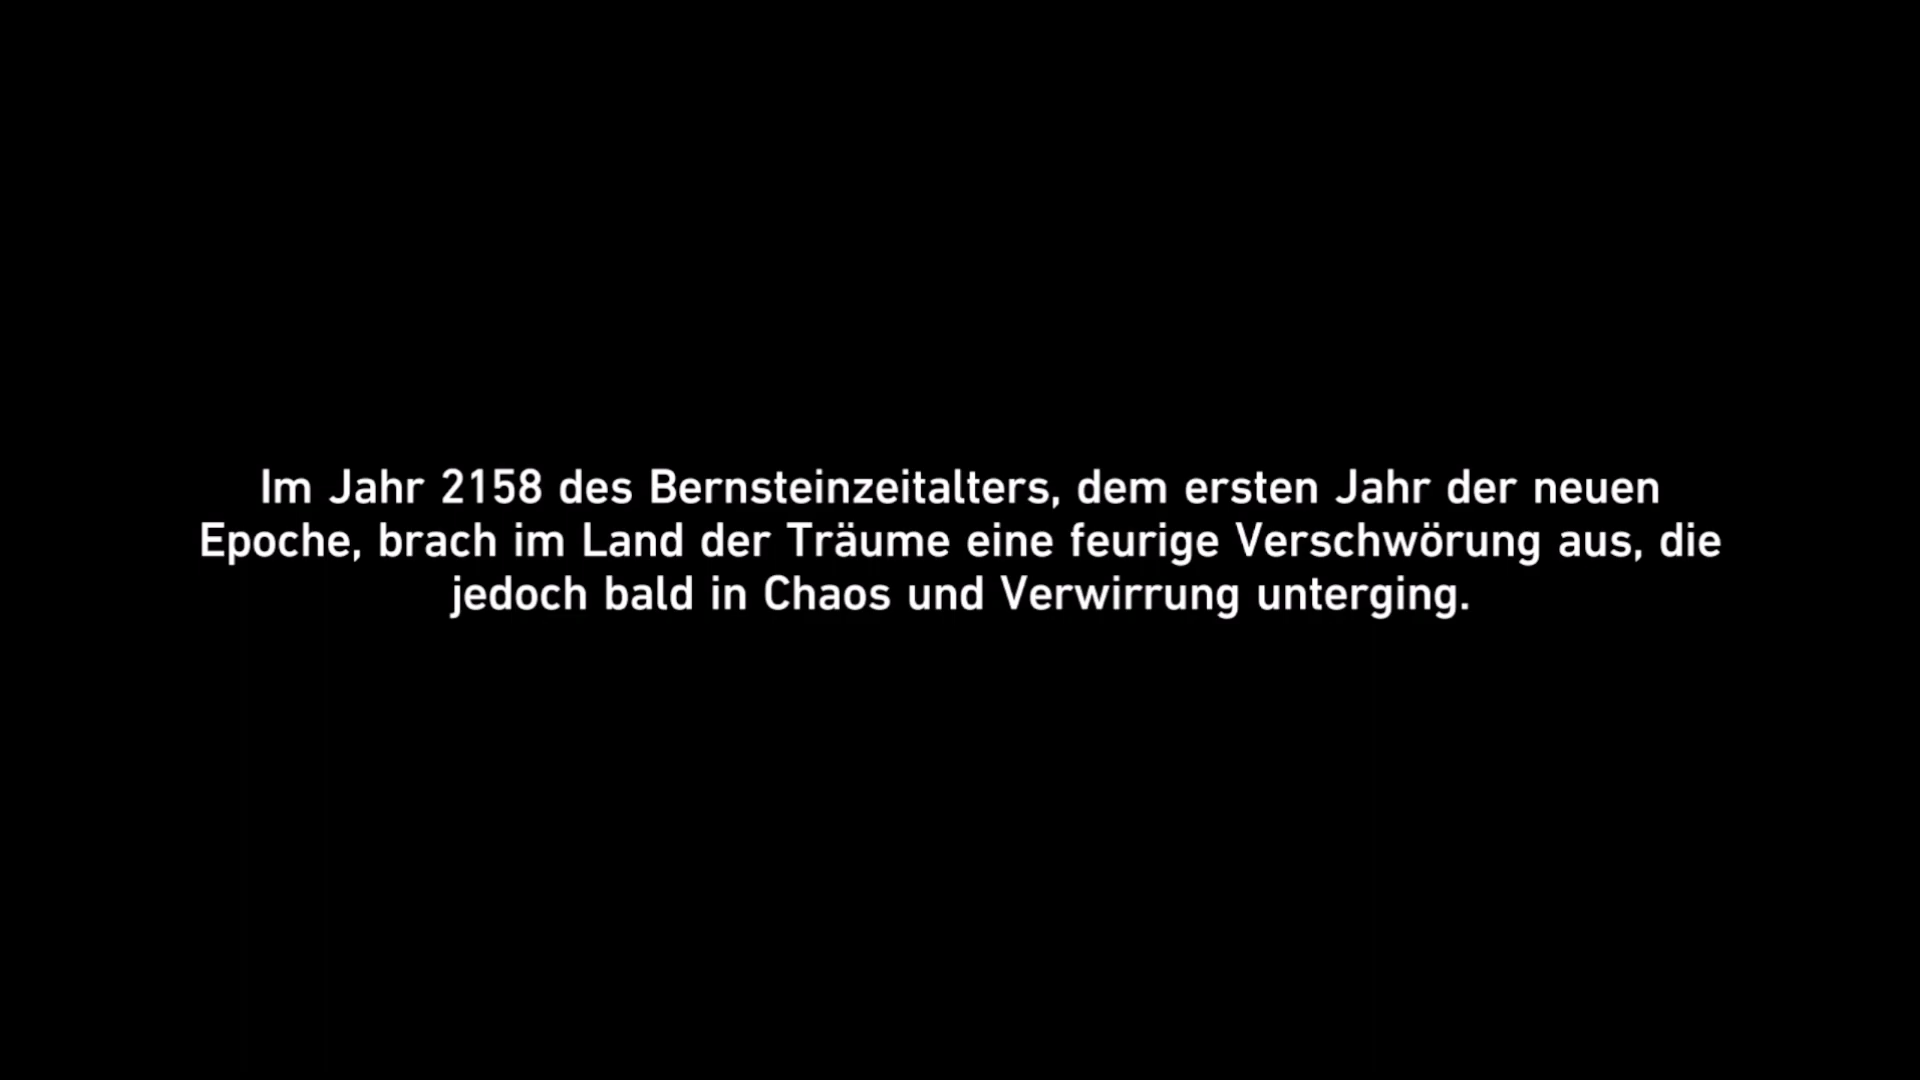 Im Jahr 2158 des Bernsteinzeitalters, dem ersten Jahr der neuen
Epoche, brach im Land der Träume eine feurige Verschwörung aus, die
jedoch bald in Chaos und Verwirrung unterging.